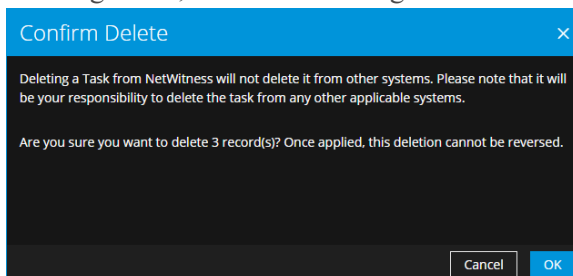 Confirm Delete
Deleting a Task from NetWitness will not delete it from other systems. Please note that it will
be your responsibility to delete the task from any other applicable systems.
Are you sure you want to delete 3 record(s)? Once applied, this deletion cannot be reversed.
Cancel OK